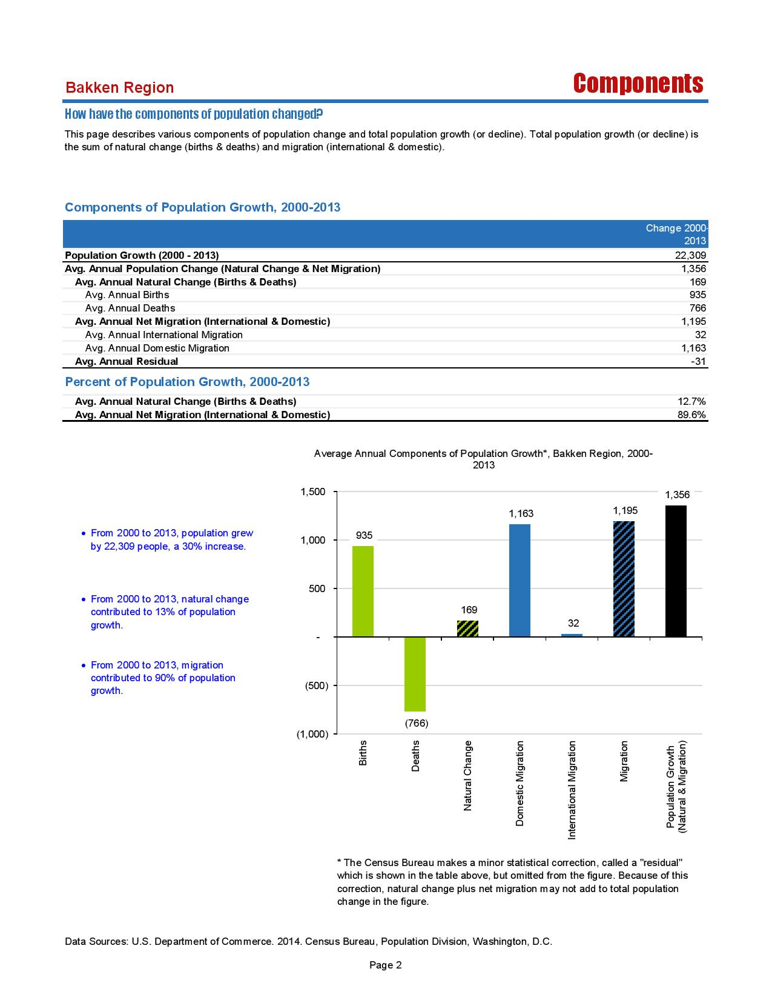 Bakken Region
Components
How have the components of population changed?
This page describes various components of population change and total population growth (or decline). Total population growth (or decline) is
the sum of natural change (births & deaths) and migration (international & domestic).
Components of Population Growth, 2000-2013
Change 2000-
2013
Population Growth (2000 - 2013) 22,309
Avg. Annual Population Change (Natural Change & Net Migration) 1,356
Avg. Annual Natural Change (Births & Deaths) 169
Avg. Annual Births 935
Avg. Annual Deaths 766
Avg. Annual Net Migration (International & Domestic) 1,195
Avg. Annual International Migration 32
Avg. Annual Domestic Migration 1,163
Avg. Annual Residual -31
Percent of Population Growth, 2000-2013
Avg. Annual Natural Change (Births & Deaths) 12.7%
Avg. Annual Net Migration (International & Domestic) 89.6%
• From 2000 to 2013, population grew
by 22,309 people, a 30% increase.
• From 2000 to 2013, natural change
contributed to 13% of population
growth.
• From 2000 to 2013, migration
contributed to 90% of population
growth.
Average Annual Components of Population Growth*, Bakken Region, 2000-
2013
1,500
1,000
500
-
(500)
(1,000)
935
(766)
169
1,163
32
1,195
1,356
Births
Deaths
Natural Change
Domestic Migration
International Migration
Migration
Population Growth
(Natural & Migration)
* The Census Bureau makes a minor statistical correction, called a "residual"
which is shown in the table above, but omitted from the figure. Because of this
correction, natural change plus net migration may not add to total population
change in the figure.
Data Sources: U.S. Department of Commerce. 2014. Census Bureau, Population Division, Washington, D.C.
Page 2